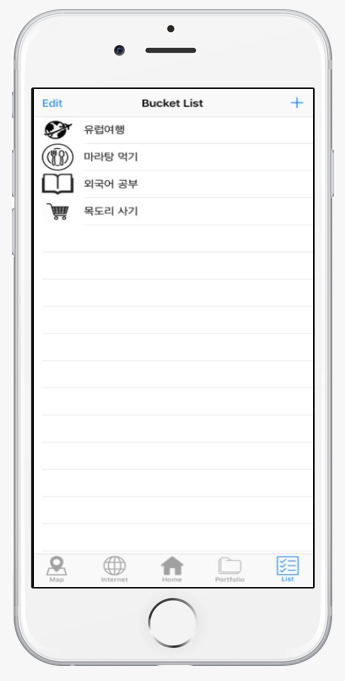 Edit
Bucket List
+
유럽여행
마라탕 먹기
외국어 공부
목도리 사기
Map
Internet
Home
Portfolio
List